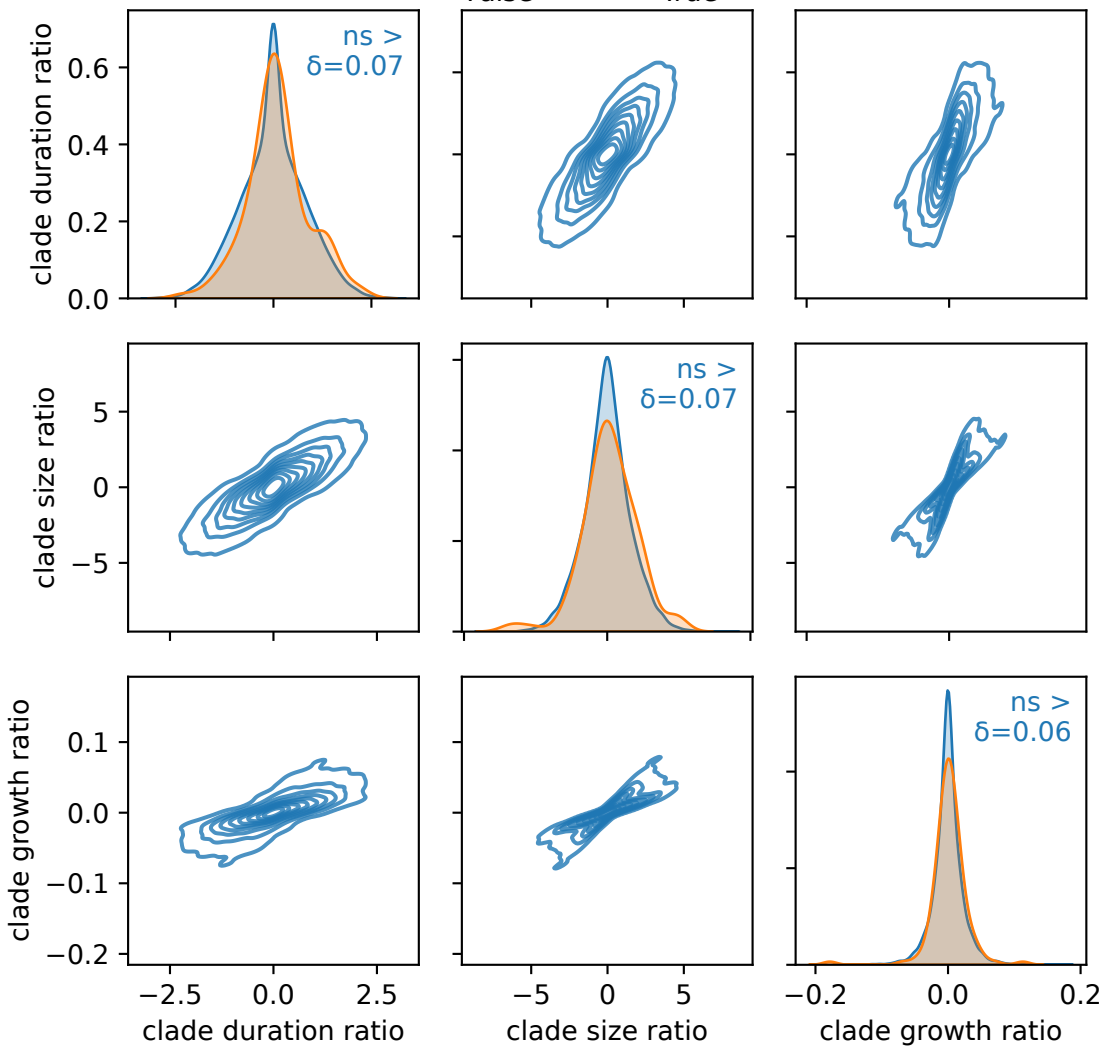 False True
clade duration ratio
0.6
0.4
0.2
0.0
ns >
δ=0.07
clade size ratio
5
0
−5
ns >
δ=0.07
clade growth ratio
0.1
0.0
−0.1
−0.2
ns >
δ=0.06
−2.5 0.0 2.5 −5 0 5 −0.2 0.0 0.2
clade duration ratio clade size ratio clade growth ratio